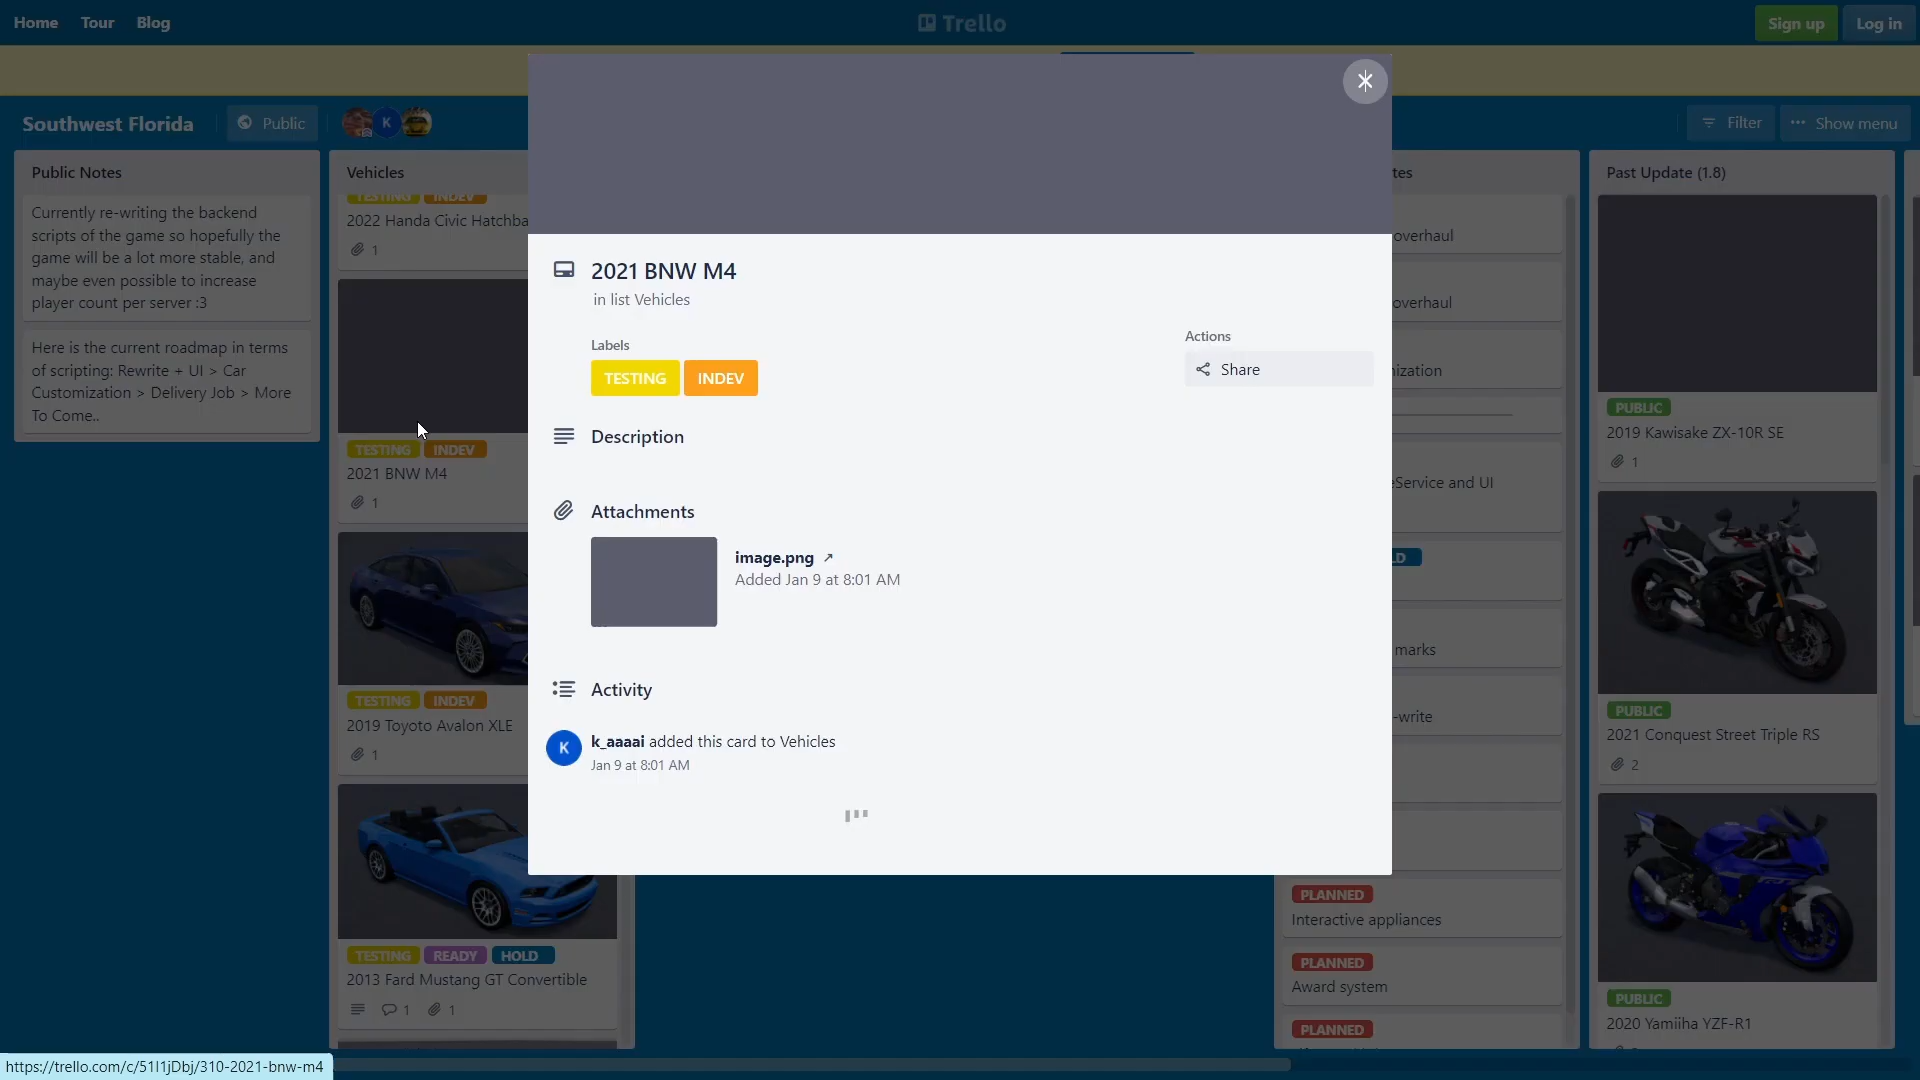 Home Tour Blog
Trello
Sign up Log in
Southwest Florida
Public
K
Filter
Show menu
Public Notes
Currently re-writing the backend
scripts of the game so hopefully the
game will be a lot more stable, and
maybe even possible to increase
player count per server :3
Here is the current roadmap in terms
of scripting: Rewrite + UI > Car
Customization > Delivery Job > More
To Come..
Vehicles
TESTING INDEV
2022 Handa Civic Hatchba
1
TESTING INDEV
2021 BNW M4
1
TESTING INDEV
2019 Toyoto Avalon XLE
1
TESTING READY HOLD
2013 Fard Mustang GT Convertible
1 1
2021 BNW M4
in list Vehicles
Labels
TESTING INDEV
Actions
Share
Description
Attachments
image.png
Added Jan 9 at 8:01 AM
Activity
K
k_aaaai added this card to Vehicles
Jan 9 at 8:01 AM
tes
overhaul
overhaul
ization
Service and UI
D
marks
-write
PLANNED
Interactive appliances
PLANNED
Award system
PLANNED
Past Update (1.8)
PUBLIC
2019 Kawisake ZX-10R SE
1
PUBLIC
2021 Conquest Street Triple RS
2
PUBLIC
2020 Yamiiha YZF-R1
https://trello.com/c/51I1jDbj/310-2021-bnw-m4